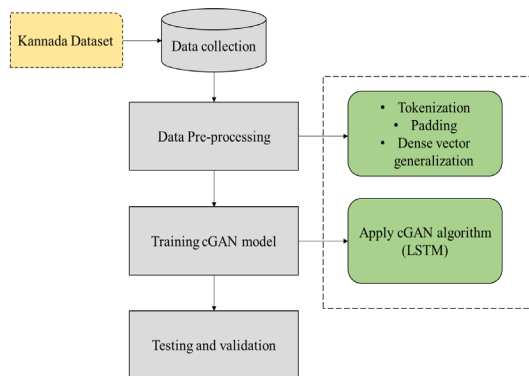 Kannada Dataset
Data collection
Data Pre-processing
• Tokenization
• Padding
• Dense vector
generalization
Training cGAN model
Apply cGAN algorithm
(LSTM)
Testing and validation